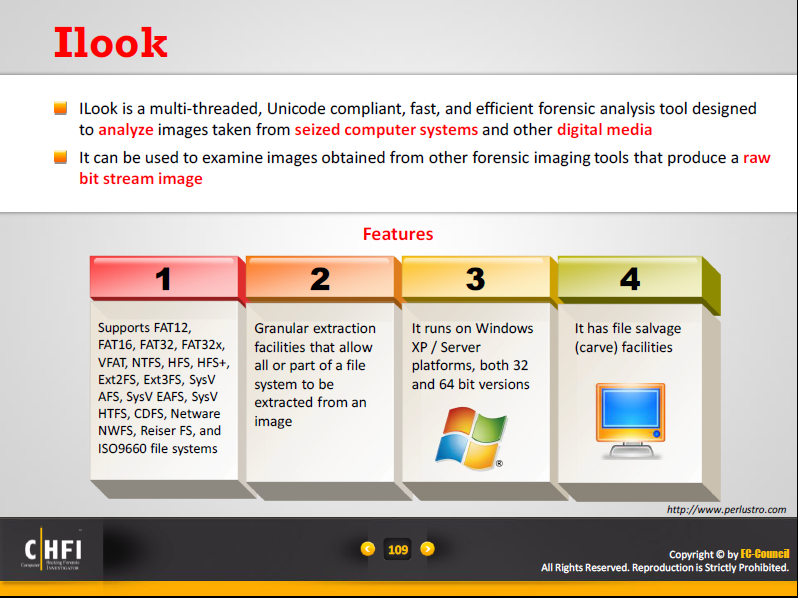 Ilook
ILook is a multi-threaded, Unicode compliant, fast, and efficient forensic analysis tool designed
to analyze images taken from seized computer systems and other digital media
It can be used to examine images obtained from other forensic imaging tools that produce a raw
bit stream image
Features
1
Supports FAT12,
FAT16, FAT32, FAT32x,
VFAT, NTFS, HFS, HFS+,
Ext2FS, Ext3FS, SysV
AFS, SysV EAFS, SysV
HTFS, CDFS, Netware
NWFS, Reiser FS, and
ISO9660 file systems
2
Granular extraction
facilities that allow
all or part of a file
system to be
extracted from an
image
3
It runs on Windows
XP / Server
platforms, both 32
and 64 bit versions
®
4
It has file salvage
(carve) facilities
http://www.perlustro.com
CHFI
Computer Hacking Forensic
INVESTIGATOR
109
Copyright © by EC-Council
All Rights Reserved. Reproduction is Strictly Prohibited.